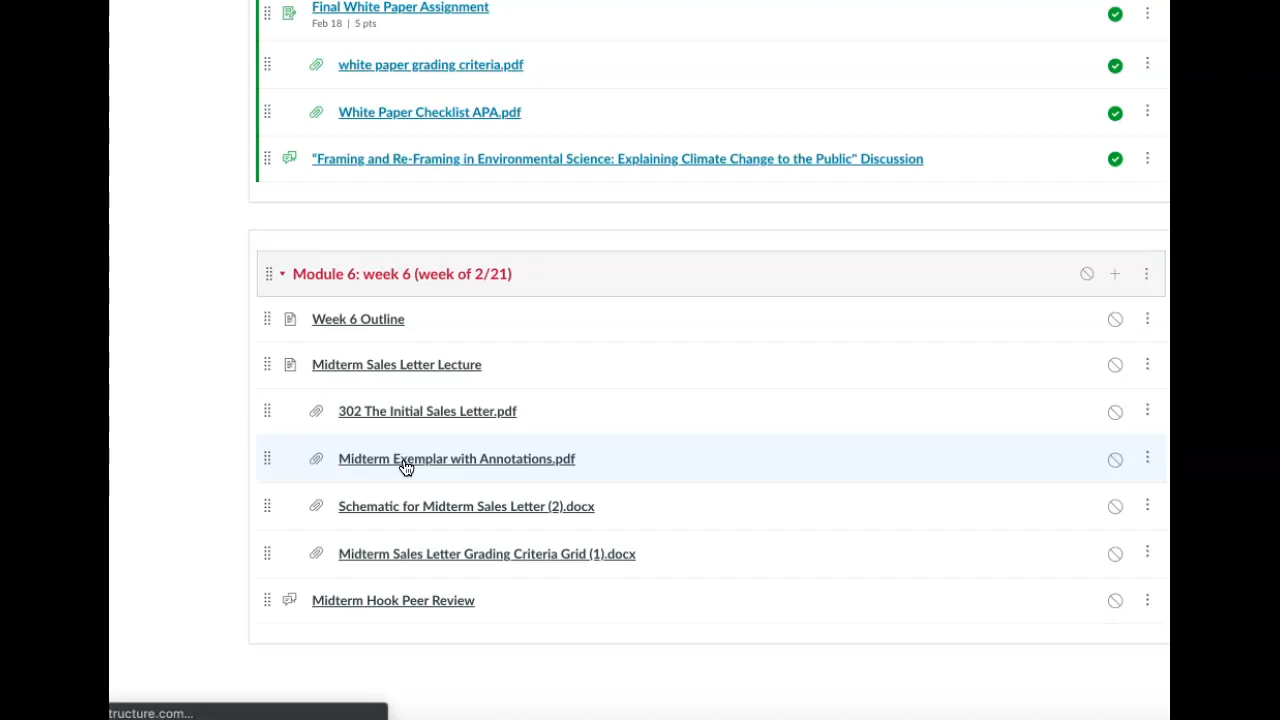 Final White Paper Assignment
Feb 18 | 5 pts
white paper grading criteria.pdf
White Paper Checklist APA.pdf
"Framing and Re-Framing in Environmental Science: Explaining Climate Change to the Public" Discussion
Module 6: week 6 (week of 2/21)
Week 6 Outline
Midterm Sales Letter Lecture
302 The Initial Sales Letter.pdf
Midterm Exemplar with Annotations.pdf
Schematic for Midterm Sales Letter (2).docx
Midterm Sales Letter Grading Criteria Grid (1).docx
Midterm Hook Peer Review
tructure.com...